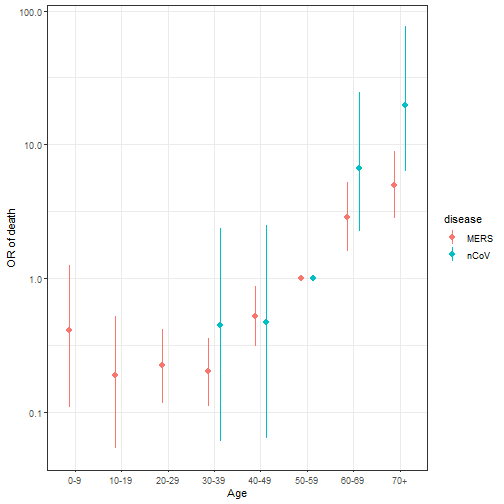 100.0
10.0
1.0
0.1
OR of death
0-9 10-19 20-29 30-39 40-49 50-59 60-69 70+
Age
disease
MERS
nCoV